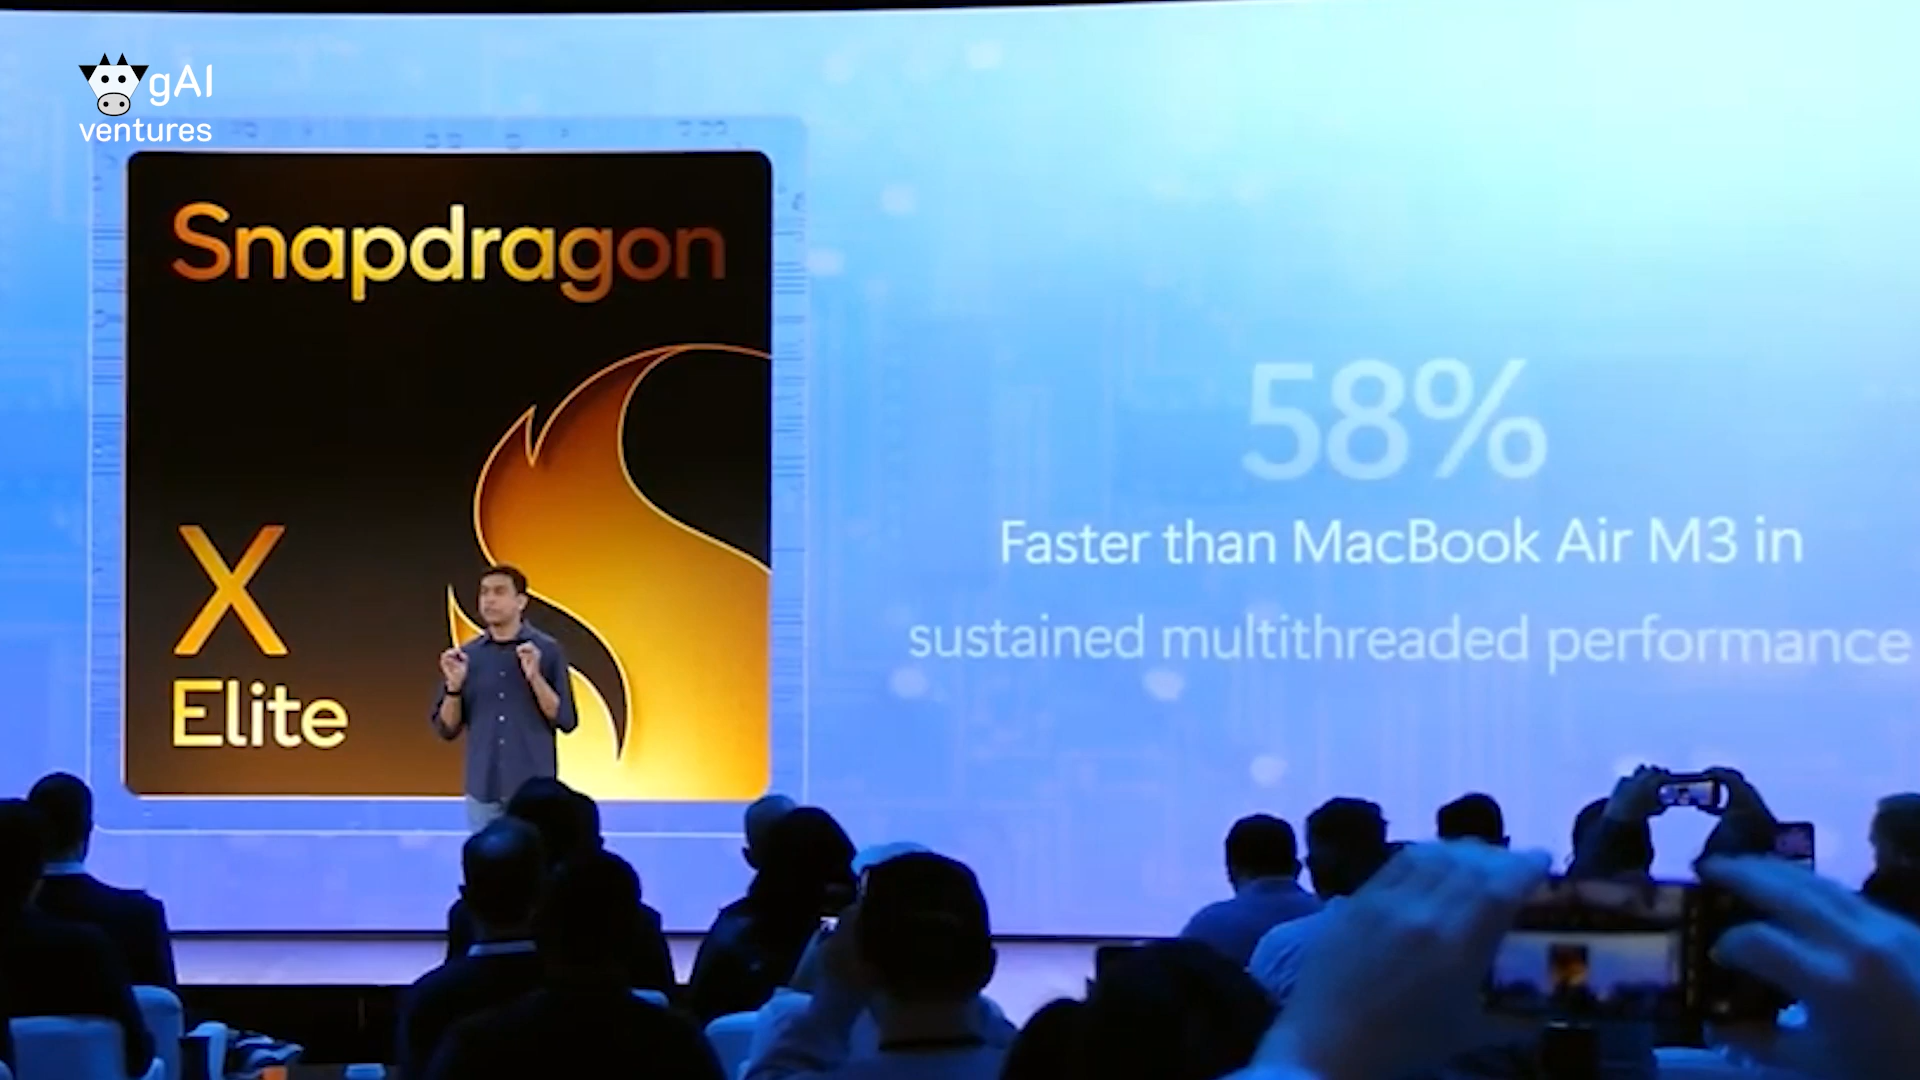 gAI
ventures
Snapdragon
X
Elite
58%
Faster than MacBook Air M3 in
sustained multithreaded performance